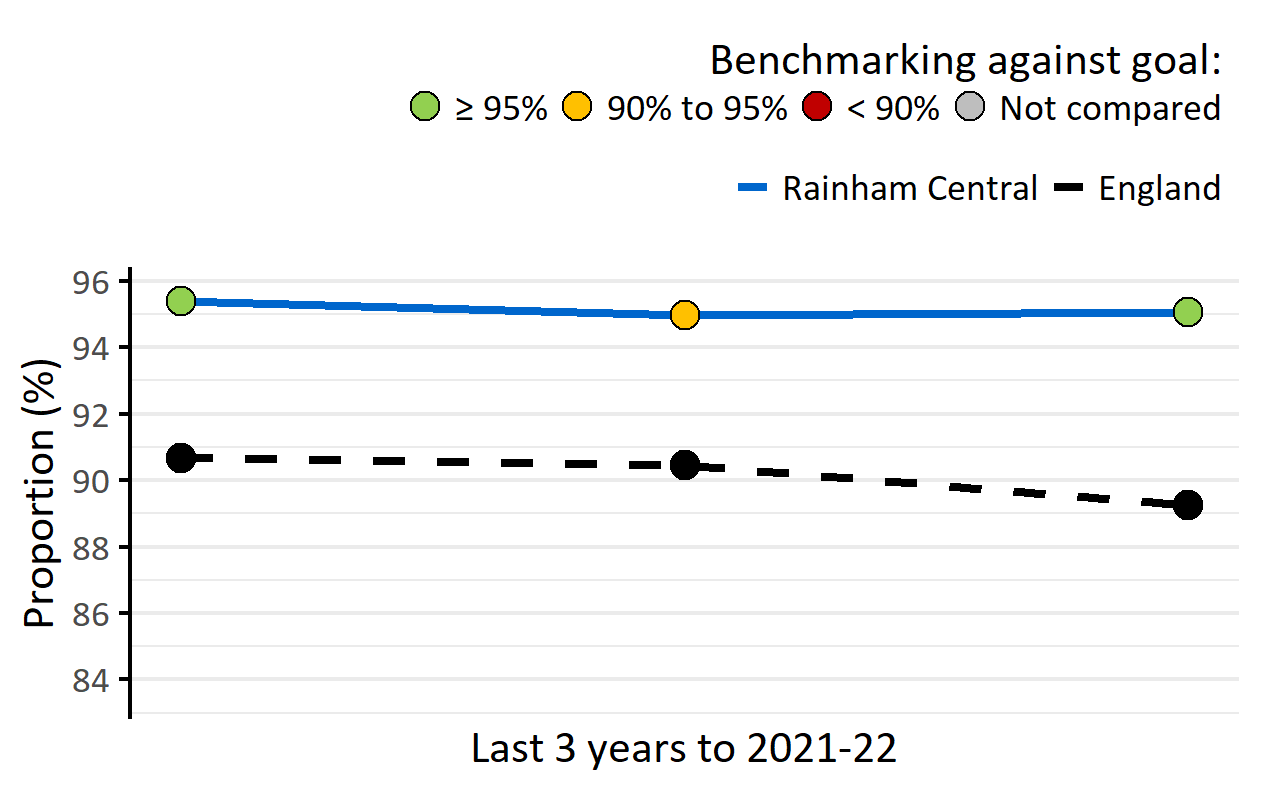 Benchmarking against goal:
≥ 95% 90% to 95% < 90% Not compared
Rainham Central England
96
94
92
90
88
86
84
Proportion (%)
Last 3 years to 2021-22